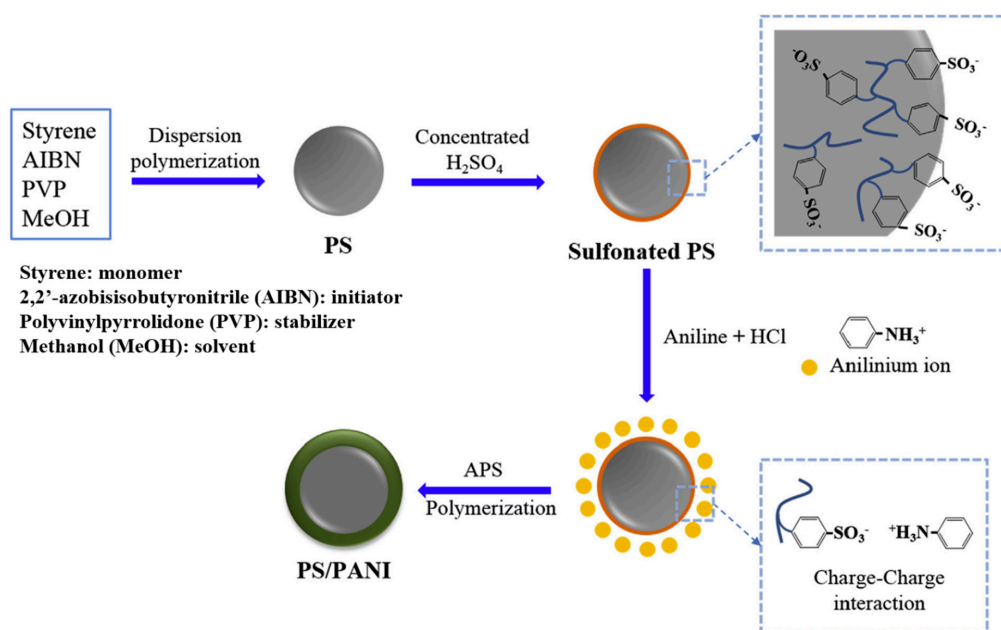 Styrene
AIBN
PVP
MeOH
Dispersion
polymerization
PS
Concentrated
H₂SO₄
Sulfonated PS
⁻O₃S
SO₃⁻
SO₃⁻
SO₃⁻
SO₃⁻
SO₃⁻
Styrene: monomer
2,2’-azobisisobutyronitrile (AIBN): initiator
Polyvinylpyrrolidone (PVP): stabilizer
Methanol (MeOH): solvent
Aniline + HCl
NH₃⁺
Anilinium ion
APS
Polymerization
PS/PANI
SO₃⁻
⁺H₃N
Charge-Charge
interaction